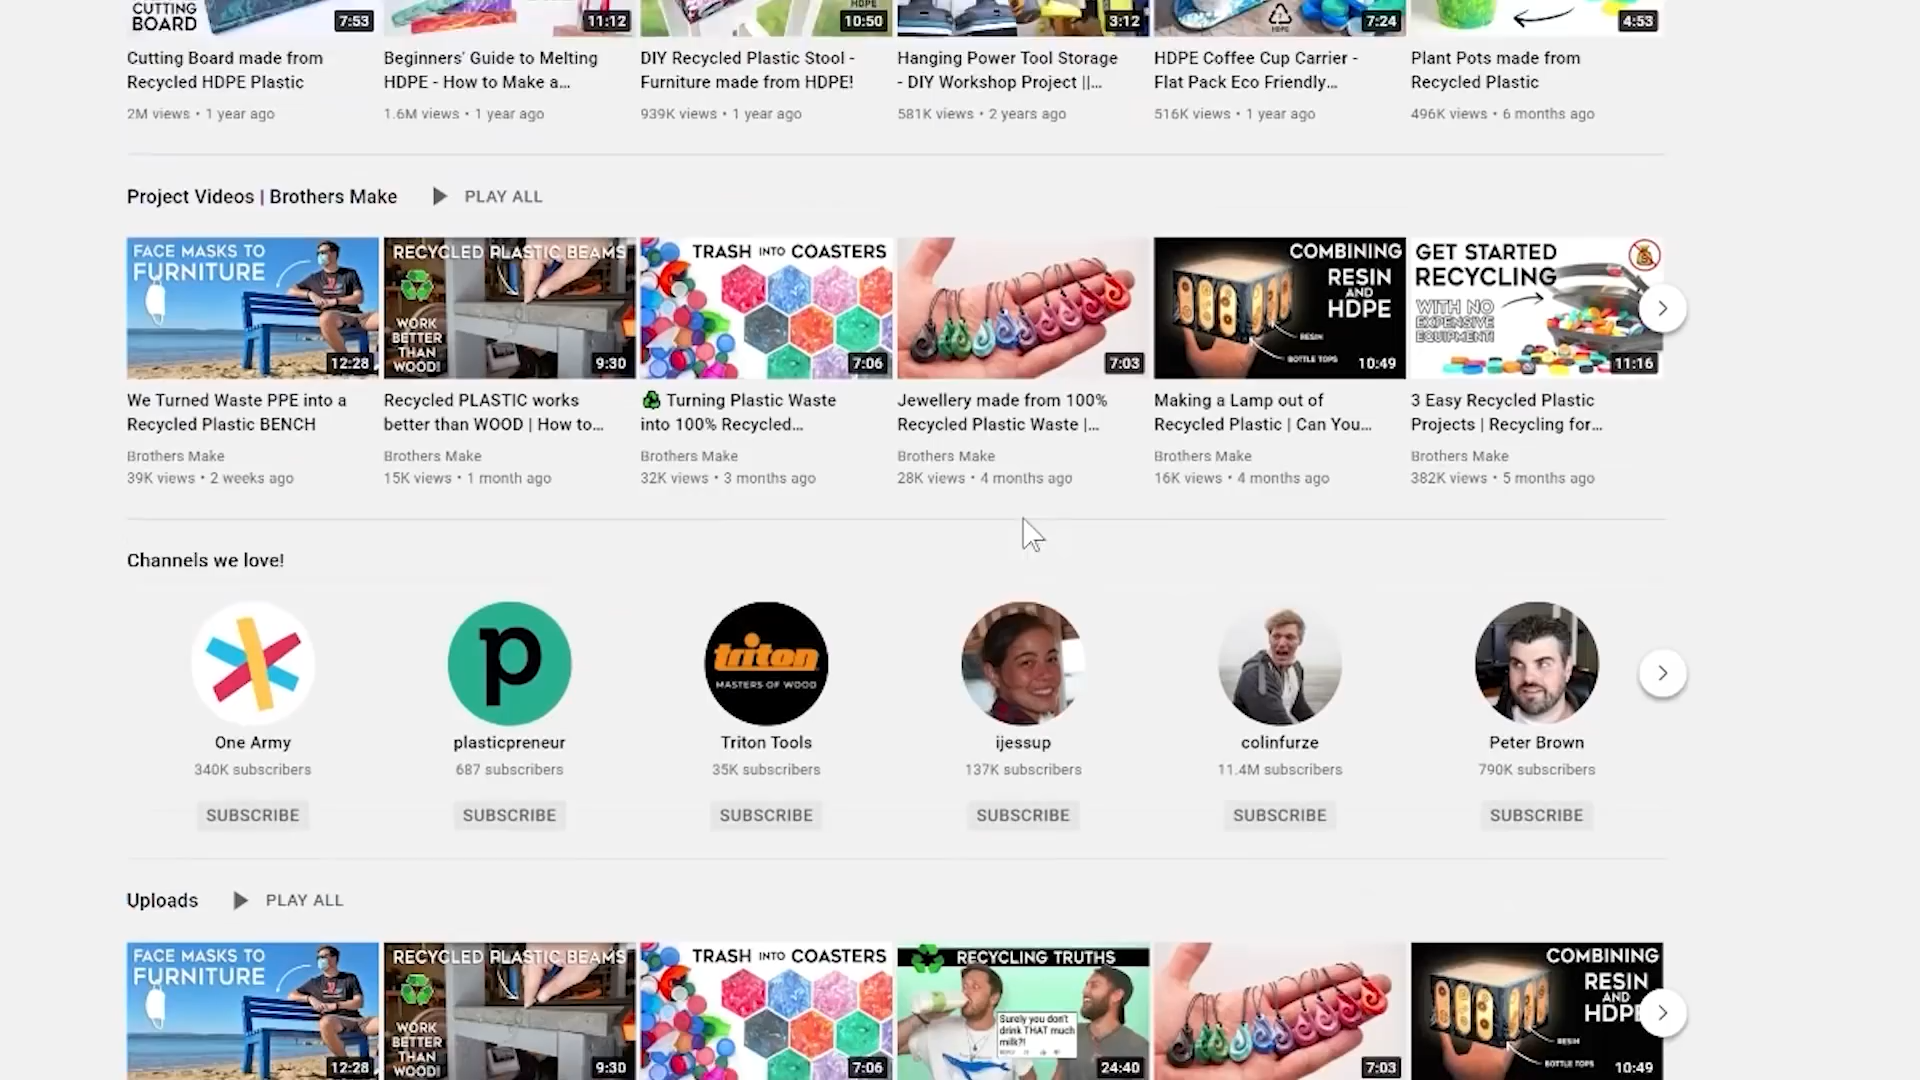 CUTTING
BOARD
7:53
11:12
HDPE
10:50
3:12
7:24
4:53
Cutting Board made from
Recycled HDPE Plastic
2M views • 1 year ago
Beginners' Guide to Melting
HDPE - How to Make a...
1.6M views • 1 year ago
DIY Recycled Plastic Stool -
Furniture made from HDPE!
939K views • 1 year ago
Hanging Power Tool Storage
- DIY Workshop Project ||...
581K views • 2 years ago
HDPE Coffee Cup Carrier -
Flat Pack Eco Friendly...
516K views • 1 year ago
Plant Pots made from
Recycled Plastic
496K views • 6 months ago
Project Videos | Brothers Make
PLAY ALL
FACE MASKS TO
FURNITURE
12:28
RECYCLED PLASTIC BEAMS
WORK
BETTER
THAN
WOOD!
9:30
TRASH INTO COASTERS
7:06
7:03
COMBINING
RESIN
AND
HDPE
RESIN
BOTTLE TOPS
10:49
GET STARTED
RECYCLING
WITH NO
EXPENSIVE
EQUIPMENT!
11:16
We Turned Waste PPE into a
Recycled Plastic BENCH
Brothers Make
39K views • 2 weeks ago
Recycled PLASTIC works
better than WOOD | How to...
Brothers Make
15K views • 1 month ago
♻ Turning Plastic Waste
into 100% Recycled...
Brothers Make
32K views • 3 months ago
Jewellery made from 100%
Recycled Plastic Waste |...
Brothers Make
28K views • 4 months ago
Making a Lamp out of
Recycled Plastic | Can You...
Brothers Make
16K views • 4 months ago
3 Easy Recycled Plastic
Projects | Recycling for...
Brothers Make
382K views • 5 months ago
Channels we love!
p
triton
MASTERS OF WOOD
One Army
340K subscribers
SUBSCRIBE
plasticpreneur
687 subscribers
SUBSCRIBE
Triton Tools
35K subscribers
SUBSCRIBE
ijessup
137K subscribers
SUBSCRIBE
colinfurze
11.4M subscribers
SUBSCRIBE
Peter Brown
790K subscribers
SUBSCRIBE
Uploads
PLAY ALL
FACE MASKS TO
FURNITURE
12:28
RECYCLED PLASTIC BEAMS
WORK
BETTER
THAN
WOOD!
9:30
TRASH INTO COASTERS
7:06
RECYCLING TRUTHS
Surely you don't
drink THAT much
milk?!
24:40
7:03
COMBINING
RESIN
AND
HDPE
RESIN
BOTTLE TOPS
10:49